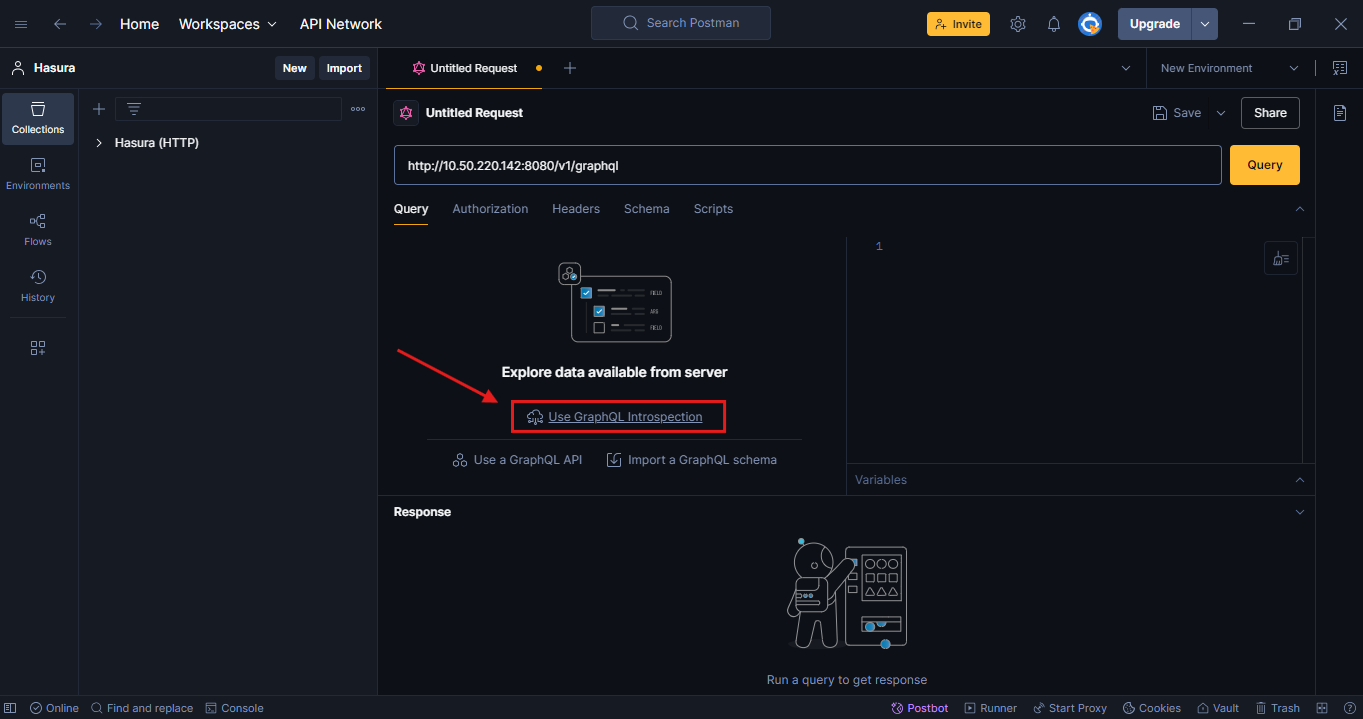 Home Workspaces API Network Search Postman Invite Upgrade
Hasura New Import Untitled Request New Environment
Collections
Environments
Flows
History
Hasura (HTTP)
Untitled Request Save Share
http://10.50.220.142:8080/v1/graphql Query
Query Authorization Headers Schema Scripts
1
FIELD
ARG
FIELD
Explore data available from server
Use GraphQL Introspection
Use a GraphQL API Import a GraphQL schema
Variables
Response
Run a query to get response
Online Find and replace Console Postbot Runner Start Proxy Cookies Vault Trash